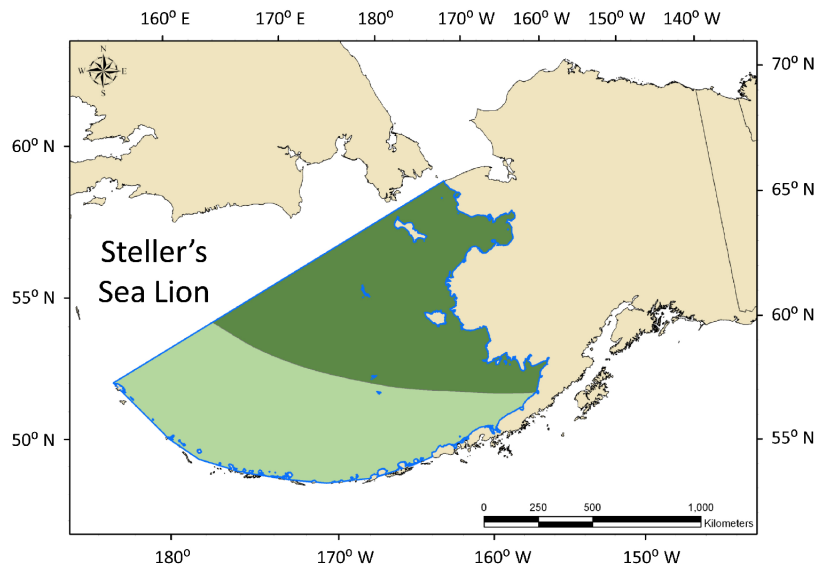 160° E 170° E 180° 170° W 160° W 150° W 140° W
N
W E
S
70° N
60° N
65° N
Steller's
Sea Lion
55° N
60° N
50° N
55° N
0 250 500 1,000
Kilometers
180° 170° W 160° W 150° W